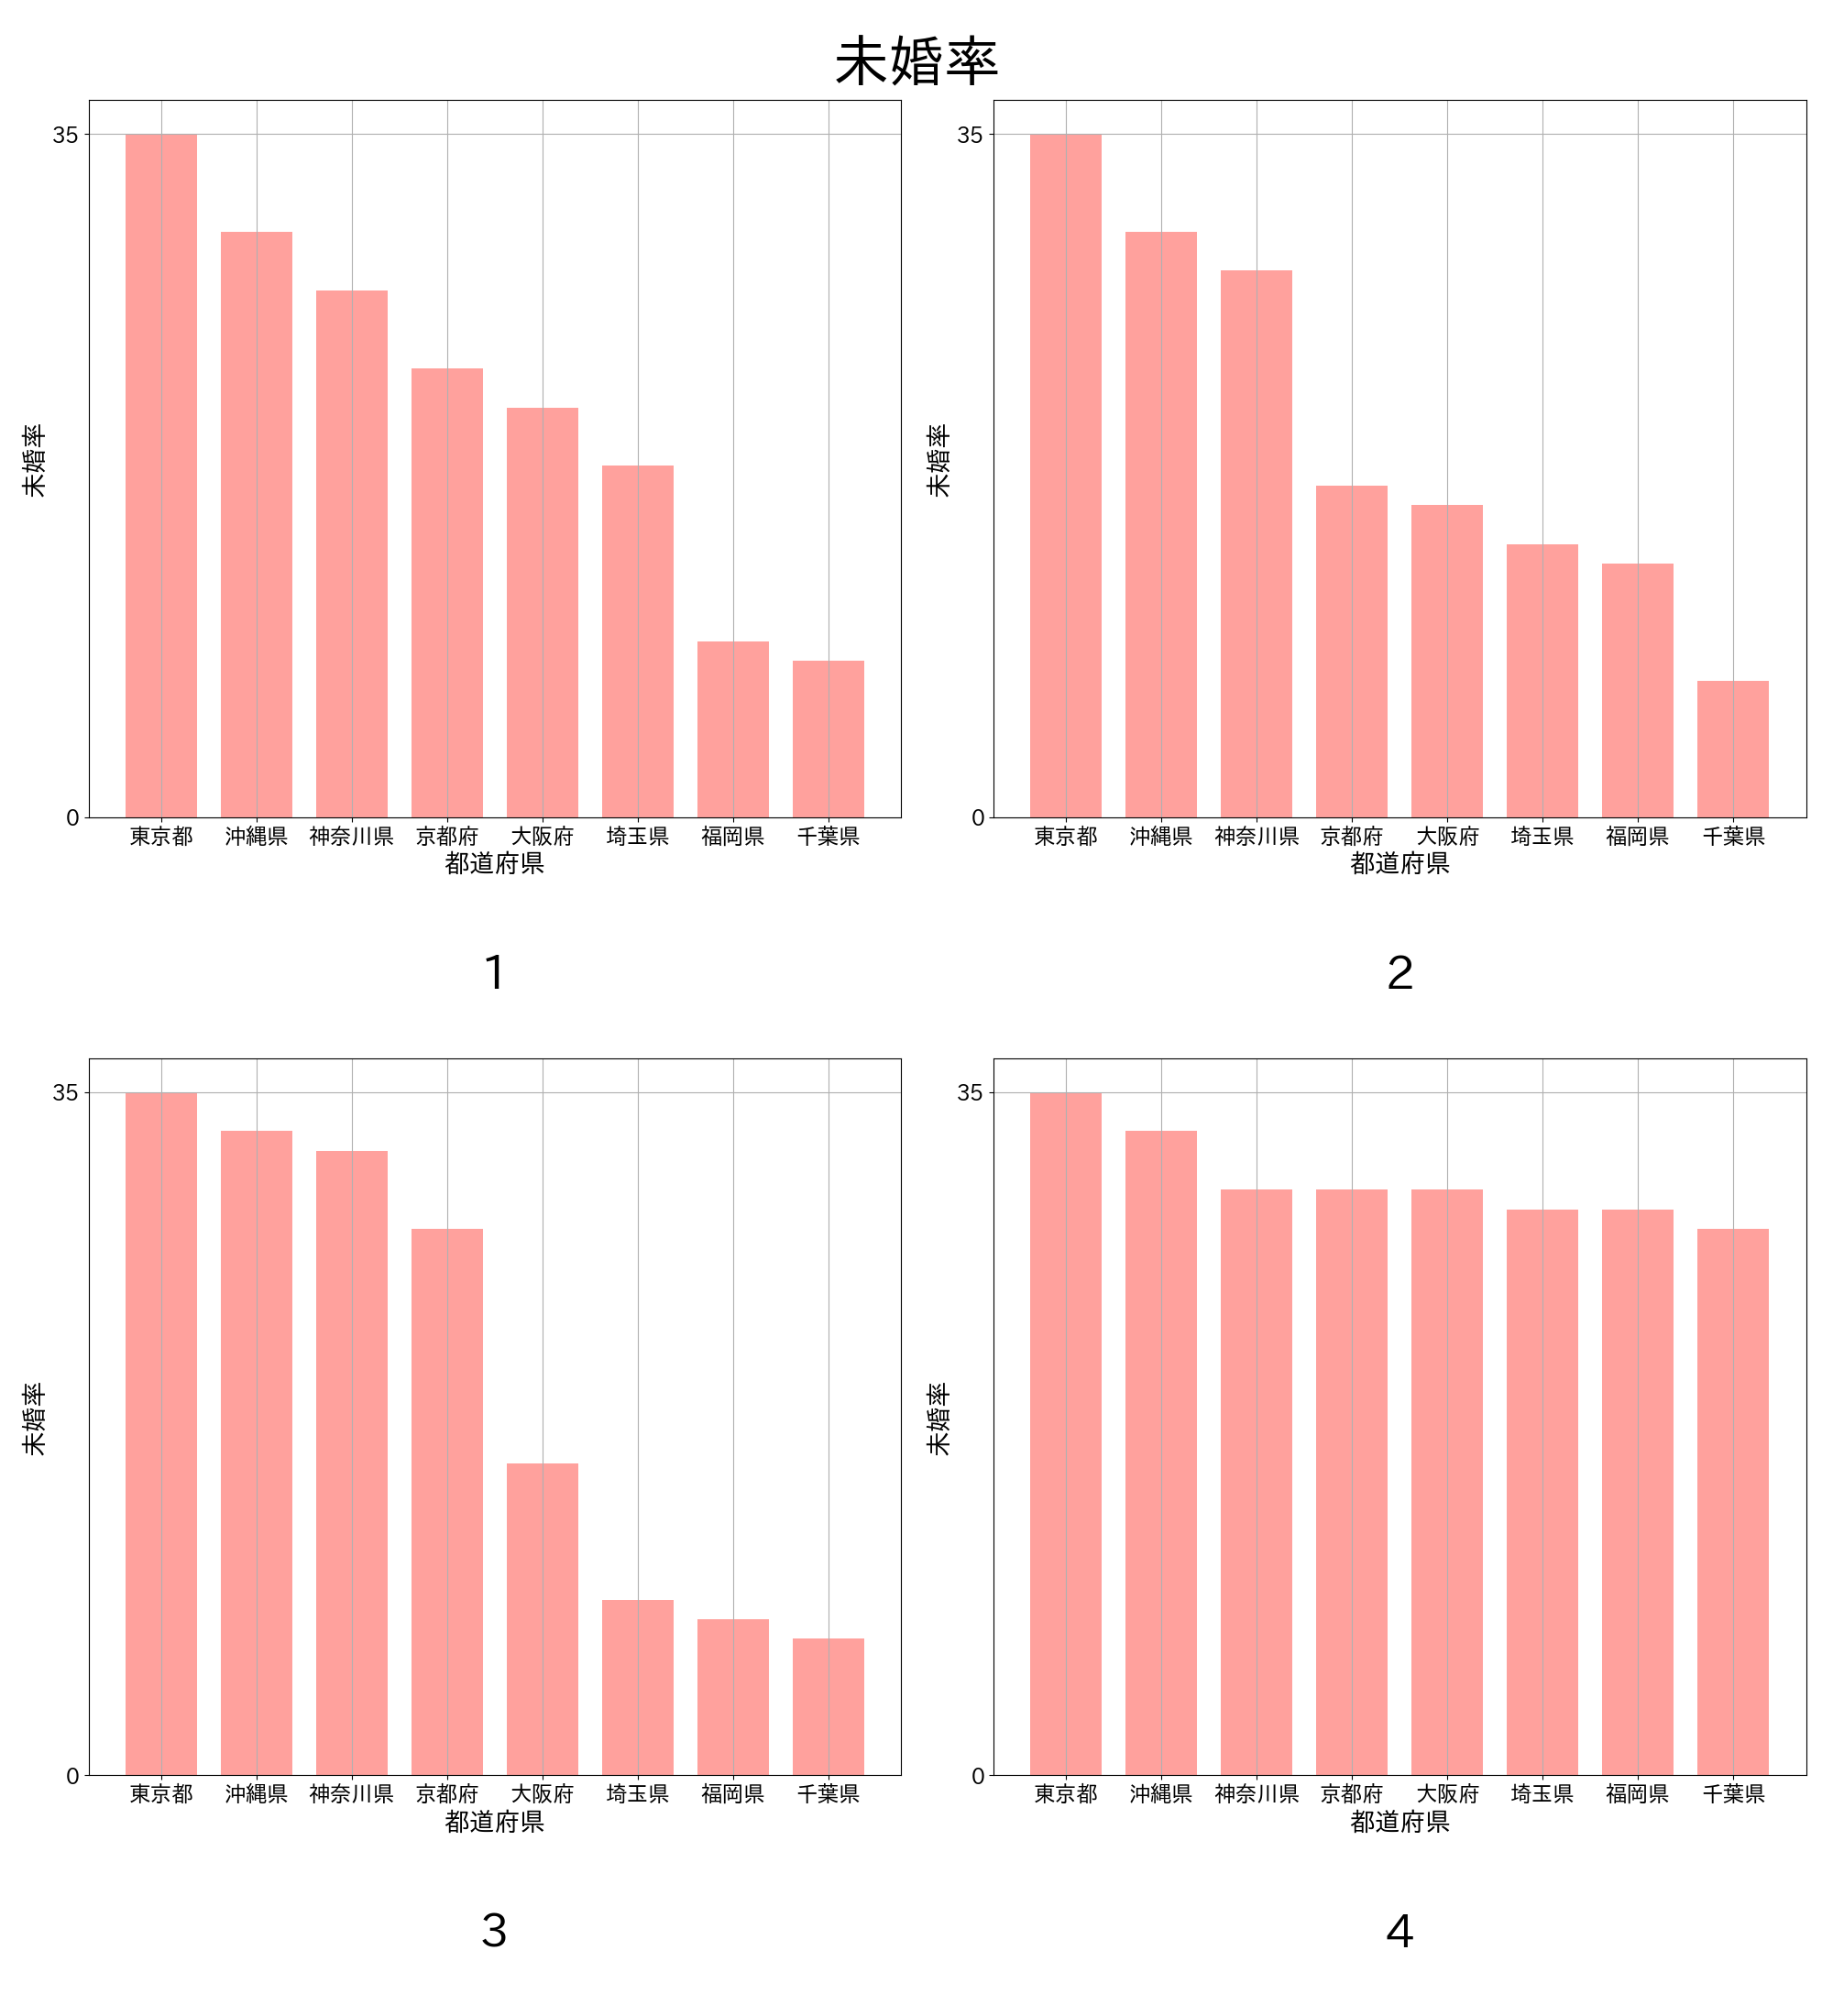 未婚率
35
0
未婚率
東京都 沖縄県 神奈川県 京都府 大阪府 埼玉県 福岡県 千葉県
都道府県
1
35
0
未婚率
東京都 沖縄県 神奈川県 京都府 大阪府 埼玉県 福岡県 千葉県
都道府県
2
35
0
未婚率
東京都 沖縄県 神奈川県 京都府 大阪府 埼玉県 福岡県 千葉県
都道府県
3
35
0
未婚率
東京都 沖縄県 神奈川県 京都府 大阪府 埼玉県 福岡県 千葉県
都道府県
4